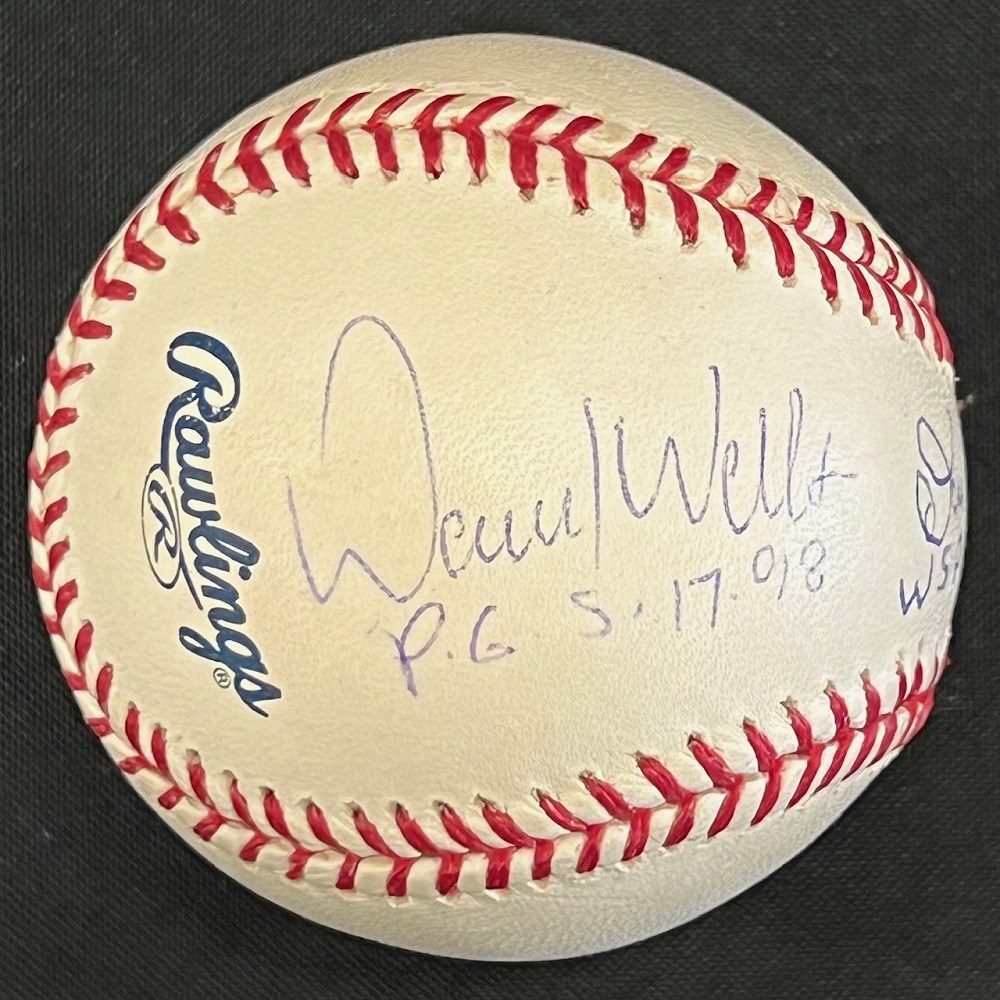 Rawlings®
R
David Wells
P.G 5.17.98